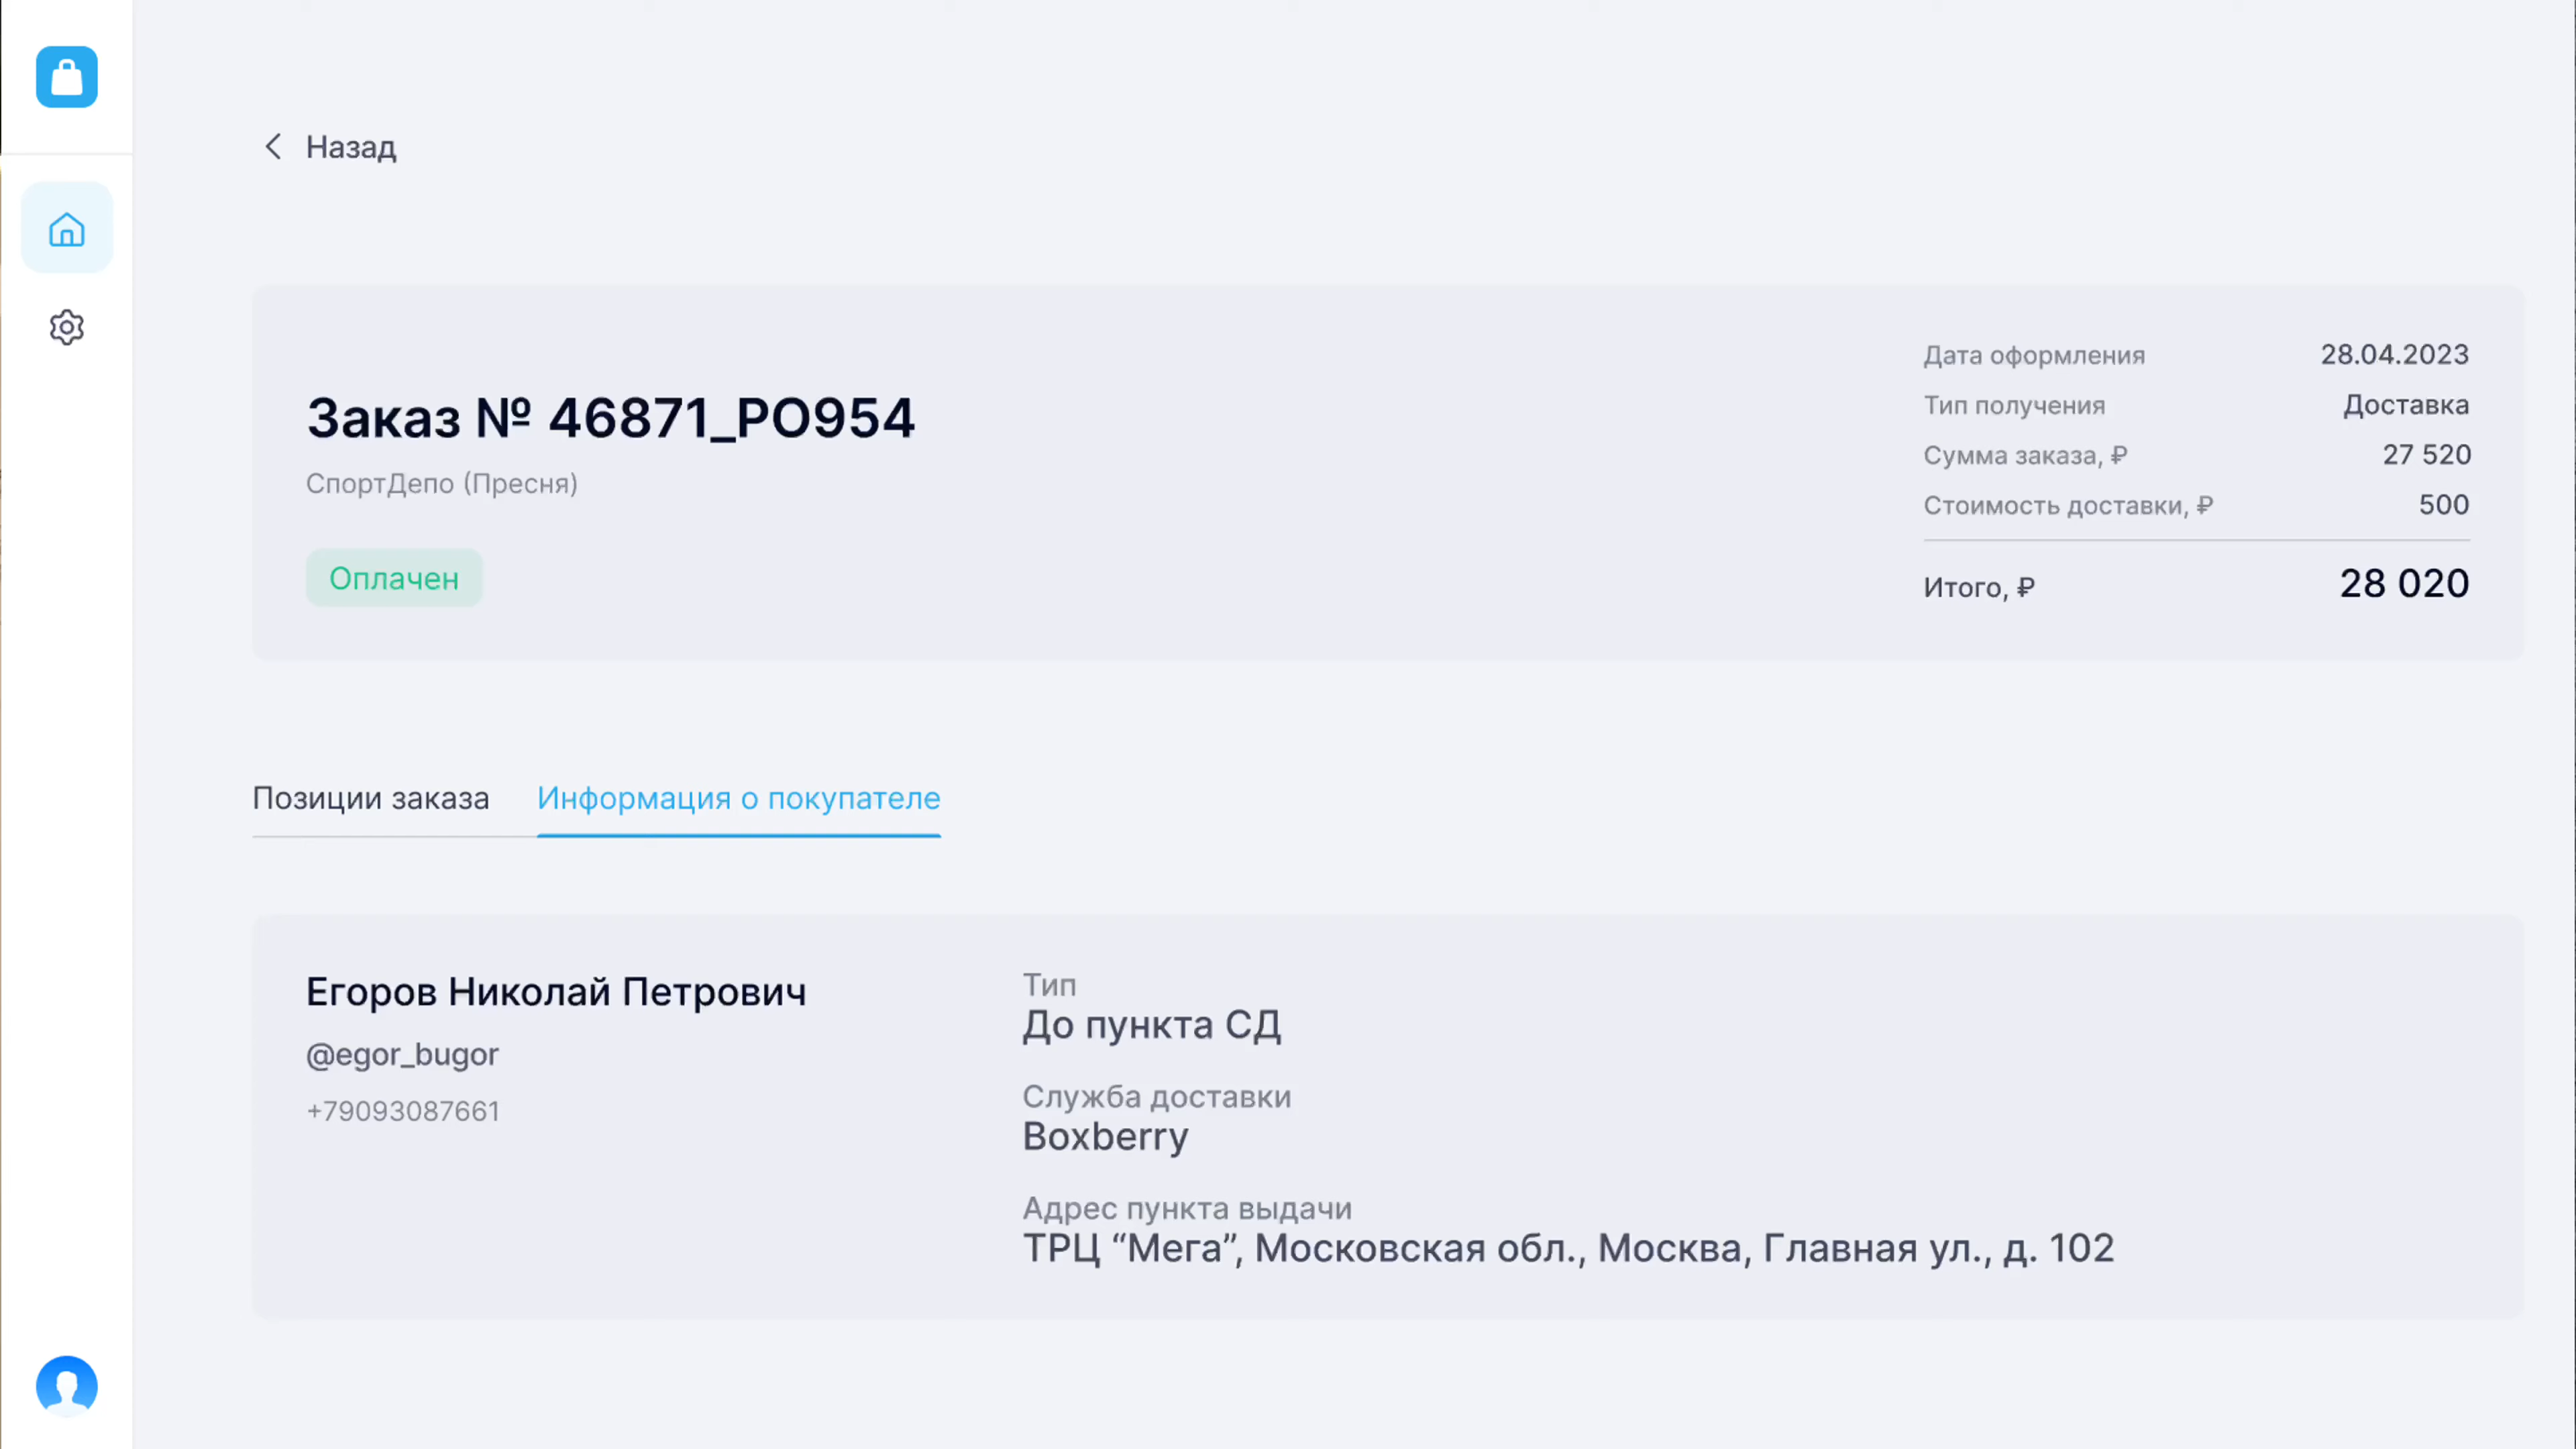 Назад
Заказ № 46871_PO954
СпортДепо (Пресня)
Оплачен
Дата оформления 28.04.2023
Тип получения Доставка
Сумма заказа, ₽ 27 520
Стоимость доставки, ₽ 500
Итого, ₽ 28 020
Позиции заказа Информация о покупателе
Егоров Николай Петрович
@egor_bugor
+79093087661
Тип
До пункта СД
Служба доставки
Boxberry
Адрес пункта выдачи
ТРЦ “Мега”, Московская обл., Москва, Главная ул., д. 102